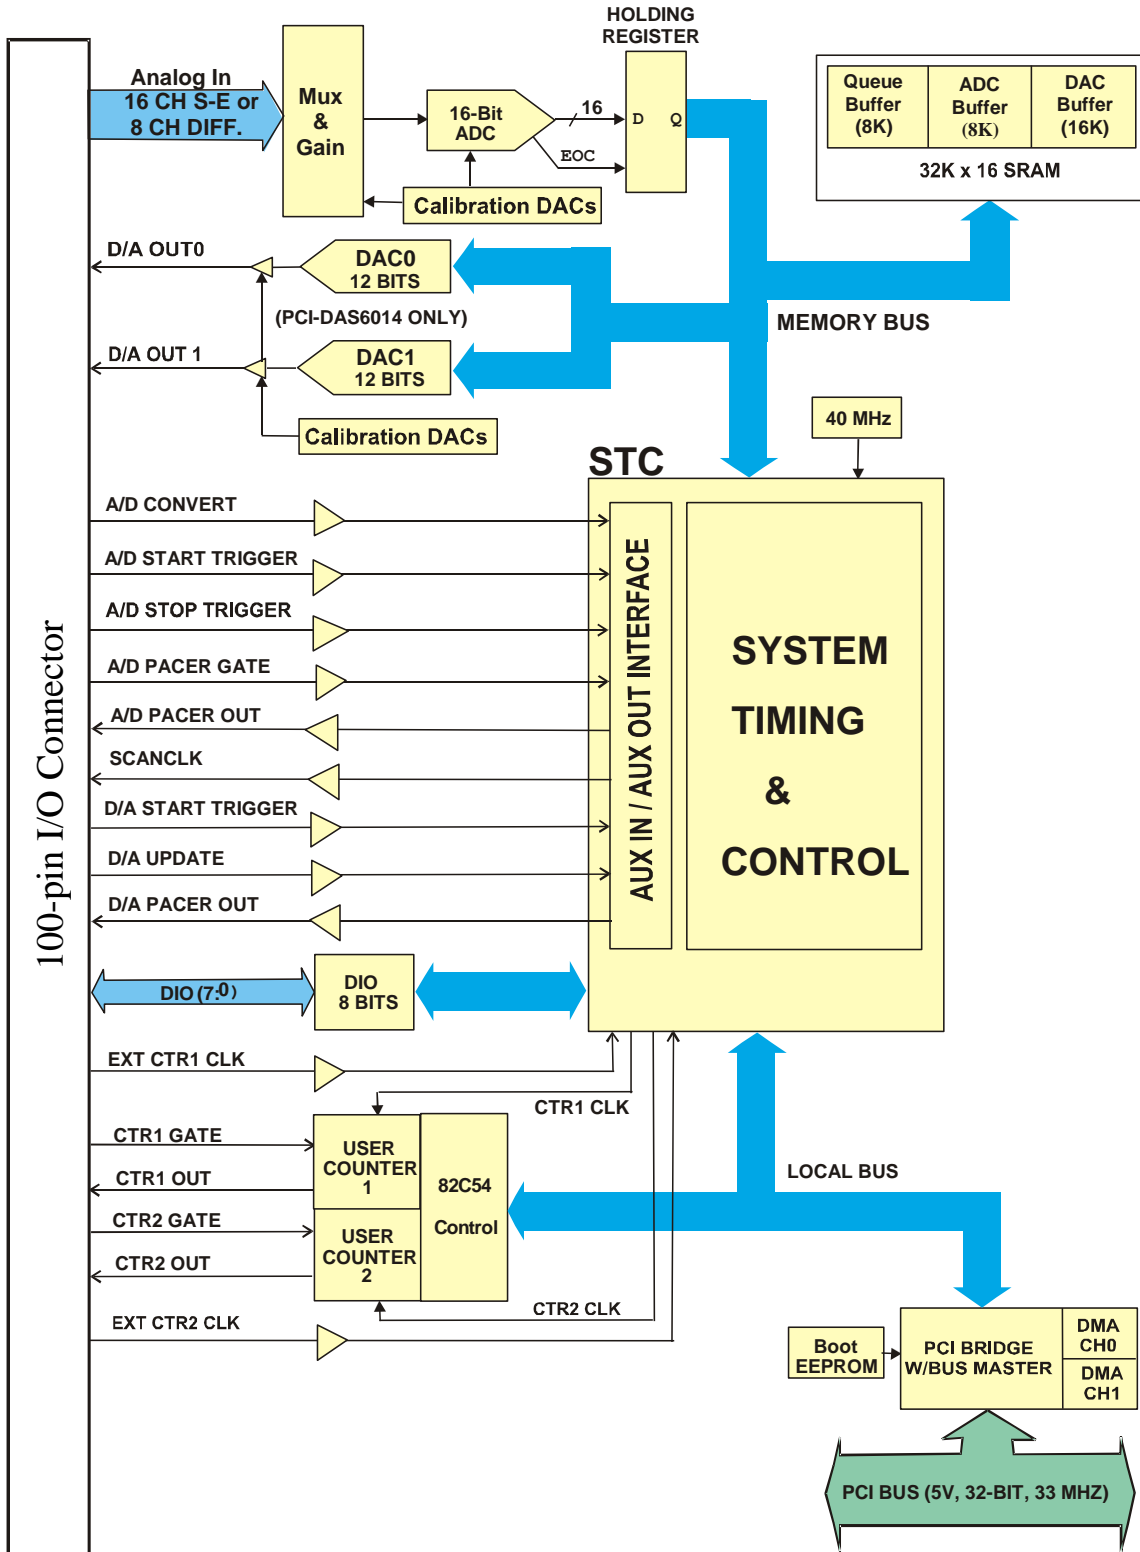 HOLDING
REGISTER
Analog In
16 CH S-E or
8 CH DIFF.
Mux
&
Gain
16-Bit
ADC
16
EOC
D Q
Calibration DACs
Queue
Buffer
(8K)
ADC
Buffer
(8K)
DAC
Buffer
(16K)
32K x 16 SRAM
D/A OUT0
DAC0
12 BITS
(PCI-DAS6014 ONLY)
D/A OUT 1
DAC1
12 BITS
Calibration DACs
MEMORY BUS
40 MHz
STC
A/D CONVERT
A/D START TRIGGER
A/D STOP TRIGGER
A/D PACER GATE
A/D PACER OUT
SCANCLK
D/A START TRIGGER
D/A UPDATE
D/A PACER OUT
AUX IN / AUX OUT INTERFACE
SYSTEM
TIMING
&
CONTROL
100-pin I/O Connector
DIO (7:0)
DIO
8 BITS
EXT CTR1 CLK
CTR1 CLK
CTR1 GATE
CTR1 OUT
CTR2 GATE
CTR2 OUT
USER
COUNTER
1
USER
COUNTER
2
82C54
Control
LOCAL BUS
CTR2 CLK
EXT CTR2 CLK
Boot
EEPROM
PCI BRIDGE
W/BUS MASTER
DMA
CH0
DMA
CH1
PCI BUS (5V, 32-BIT, 33 MHZ)